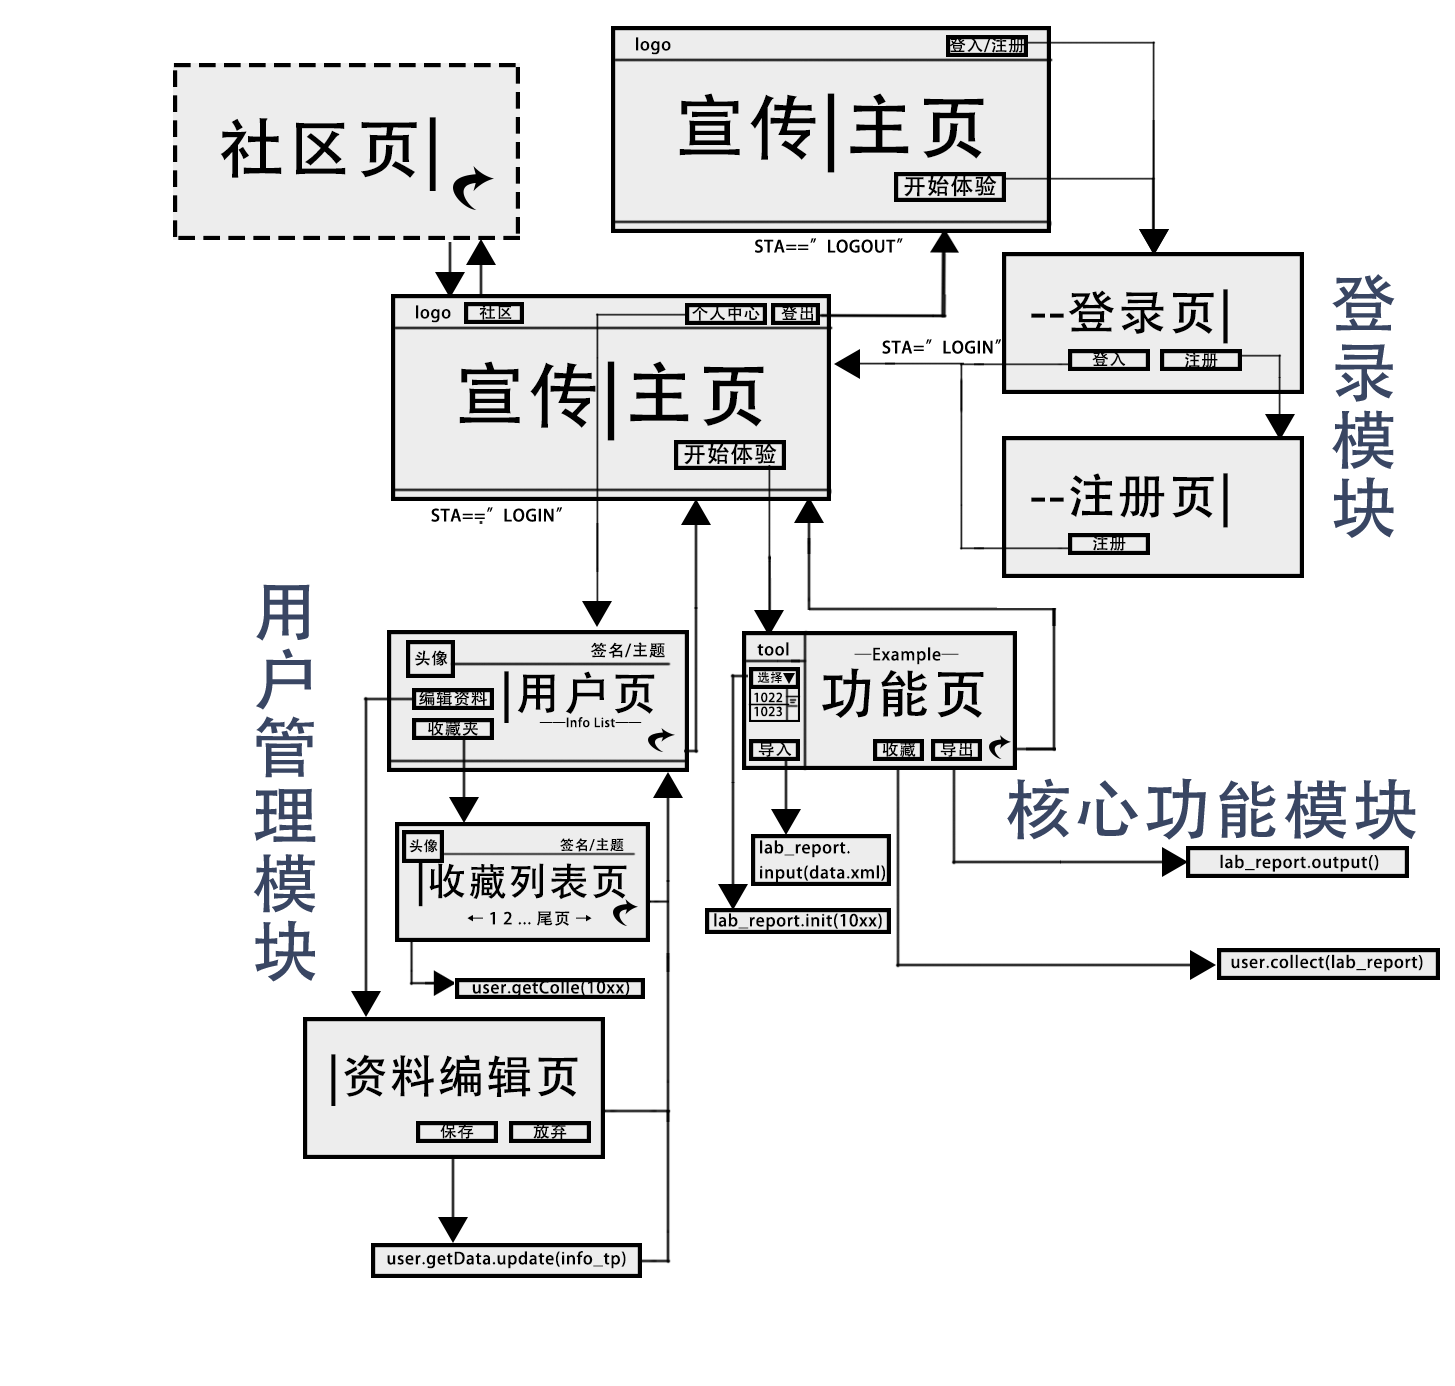 logo
登入/注册
宣传|主页
开始体验
STA==”LOGOUT”
社区页|
logo
社区
个人中心
登出
宣传|主页
开始体验
STA==”LOGIN”
STA=”LOGIN”
--登录页|
登入
注册
--注册页|
注册
登录模块
用户管理模块
头像
签名/主题
编辑资料
|用户页
收藏夹
——Info List——
tool
—Example—
选择▼
1022
1023
功能页
导入
收藏
导出
核心功能模块
lab_report.
input(data.xml)
lab_report.output()
lab_report.init(10xx)
user.collect(lab_report)
头像
签名/主题
|收藏列表页
← 1 2 ... 尾页 →
user.getColle(10xx)
|资料编辑页
保存
放弃
user.getData.update(info_tp)